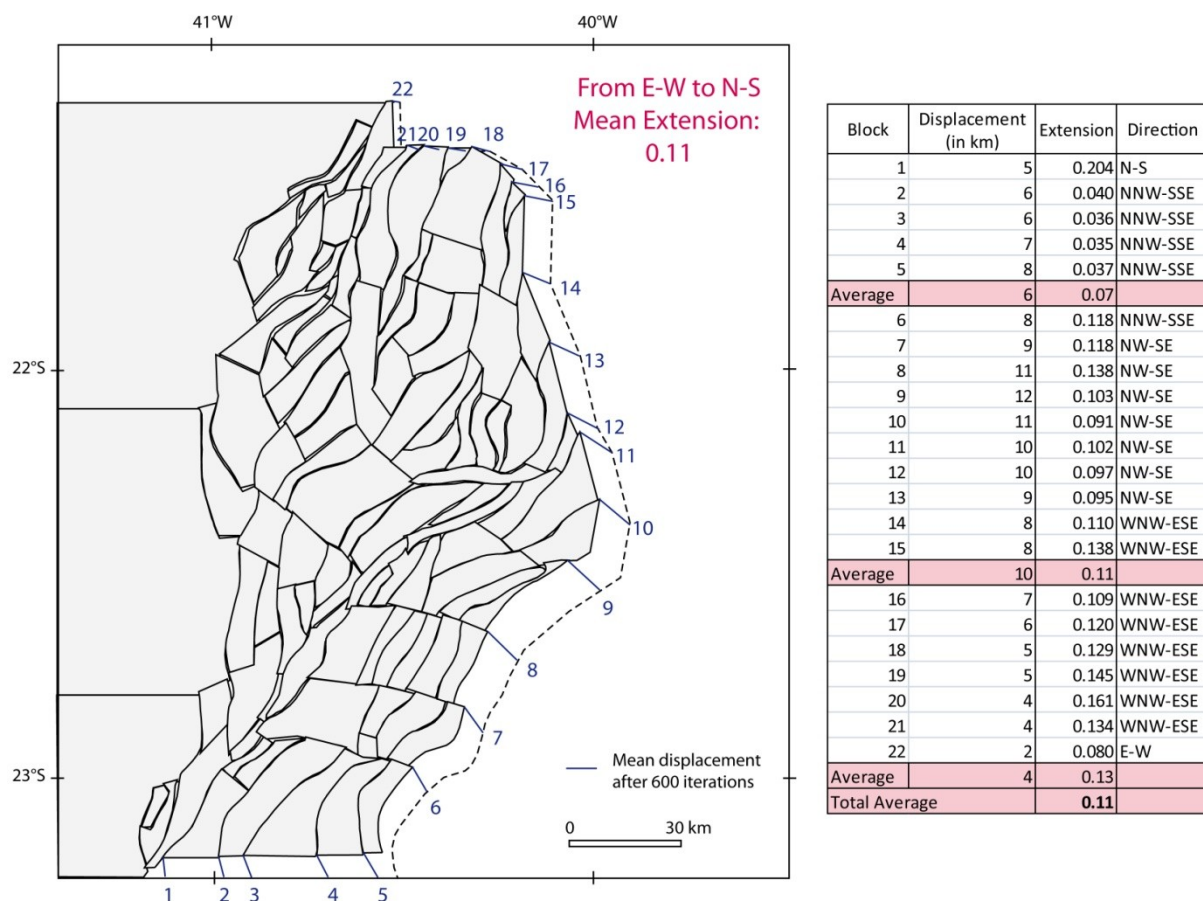 41°W
40°W
22
From E-W to N-S
Mean Extension:
0.11
21 20 19 18
17
16
15
14
22°S
13
12
11
10
9
8
7
Mean displacement
after 600 iterations
23°S
6
0 30 km
1 2 3 4 5
Block Displacement (in km) Extension Direction
1 5 0.204 N-S
2 6 0.040 NNW-SSE
3 6 0.036 NNW-SSE
4 7 0.035 NNW-SSE
5 8 0.037 NNW-SSE
Average 6 0.07
6 8 0.118 NNW-SSE
7 9 0.118 NW-SE
8 11 0.138 NW-SE
9 12 0.103 NW-SE
10 11 0.091 NW-SE
11 10 0.102 NW-SE
12 10 0.097 NW-SE
13 9 0.095 NW-SE
14 8 0.110 WNW-ESE
15 8 0.138 WNW-ESE
Average 10 0.11
16 7 0.109 WNW-ESE
17 6 0.120 WNW-ESE
18 5 0.129 WNW-ESE
19 5 0.145 WNW-ESE
20 4 0.161 WNW-ESE
21 4 0.134 WNW-ESE
22 2 0.080 E-W
Average 4 0.13
Total Average 0.11